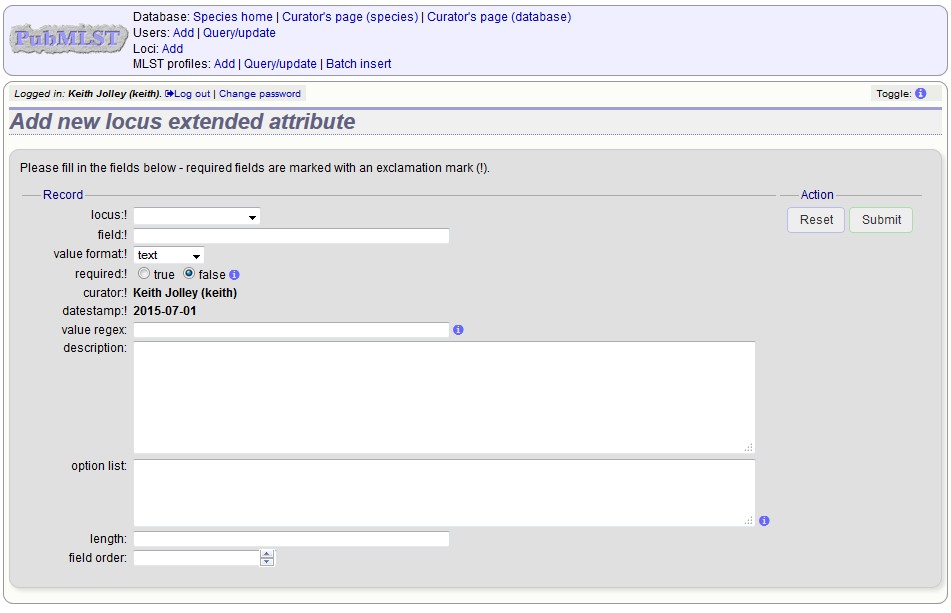 PubMLST
Database: Species home | Curator's page (species) | Curator's page (database)
Users: Add | Query/update
Loci: Add
MLST profiles: Add | Query/update | Batch insert
Logged in: Keith Jolley (keith). Log out | Change password
Toggle: i
Add new locus extended attribute
Please fill in the fields below - required fields are marked with an exclamation mark (!).
Record
locus:!
field:!
value format:! text
required:! true false i
curator:! Keith Jolley (keith)
datestamp:! 2015-07-01
value regex: i
description:
option list: i
length:
field order:
Action
Reset Submit